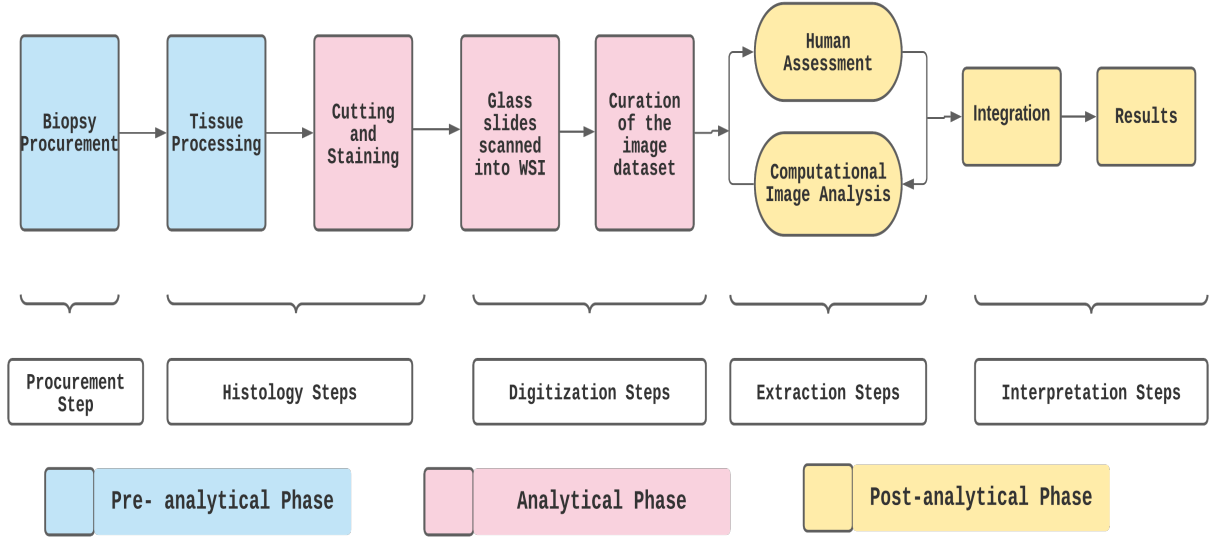 Biopsy
Procurement
Tissue
Processing
Cutting
and
Staining
Glass
slides
scanned
into WSI
Curation
of the
image
dataset
Human
Assessment
Computational
Image Analysis
Integration
Results
Procurement
Step
Histology Steps
Digitization Steps
Extraction Steps
Interpretation Steps
Pre- analytical Phase
Analytical Phase
Post-analytical Phase